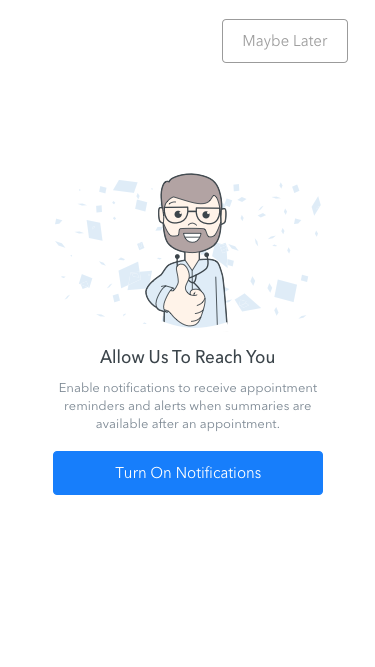 Maybe Later
Allow Us To Reach You
Enable notifications to receive appointment
reminders and alerts when summaries are
available after an appointment.
Turn On Notifications